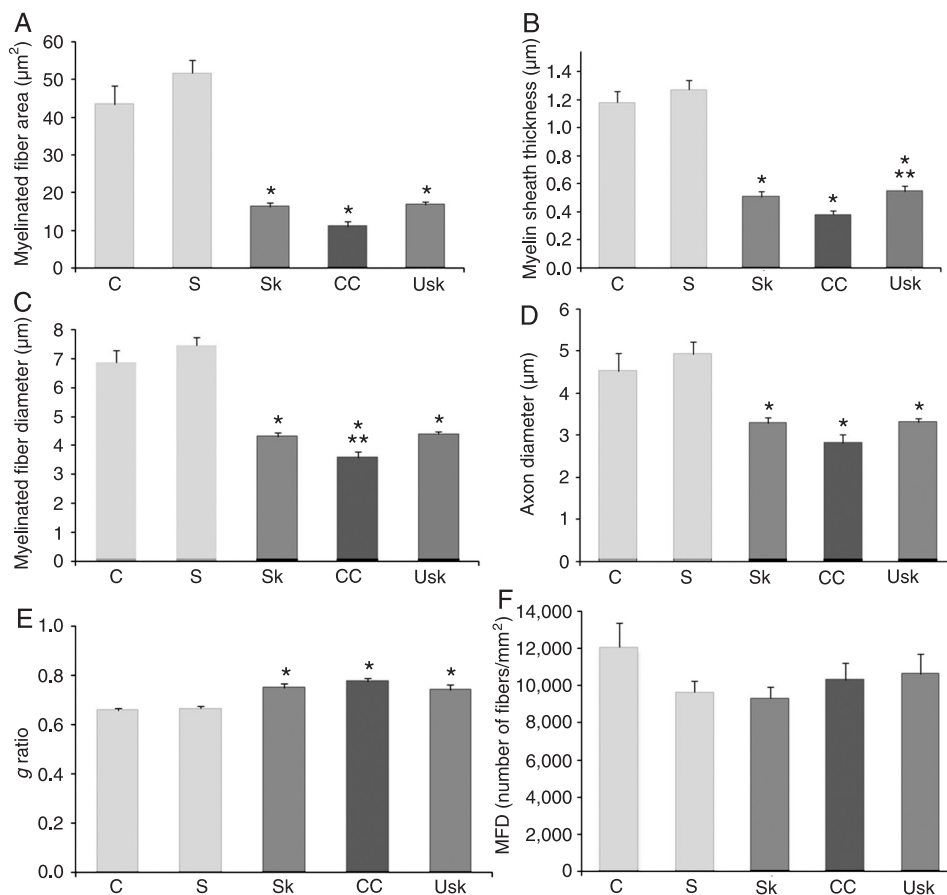 A
Myelinated fiber area (μm²)
60
50
40
30
20
10
0
* * *
C S Sk CC Usk
B
Myelin sheath thickness (μm)
1.4
1.2
1.0
0.8
0.6
0.4
0.2
0.0
*
* * **
C S Sk CC Usk
C
Myelinated fiber diameter (μm)
8
7
6
5
4
3
2
1
0
*
* ** *
C S Sk CC Usk
D
Axon diameter (μm)
6
5
4
3
2
1
0
* * *
C S Sk CC Usk
E
g ratio
1.0
0.8
0.6
0.4
0.2
0.0
* * *
C S Sk CC Usk
F
MFD (number of fibers/mm²)
14,000
12,000
10,000
8,000
6,000
4,000
2,000
0
C S Sk CC Usk